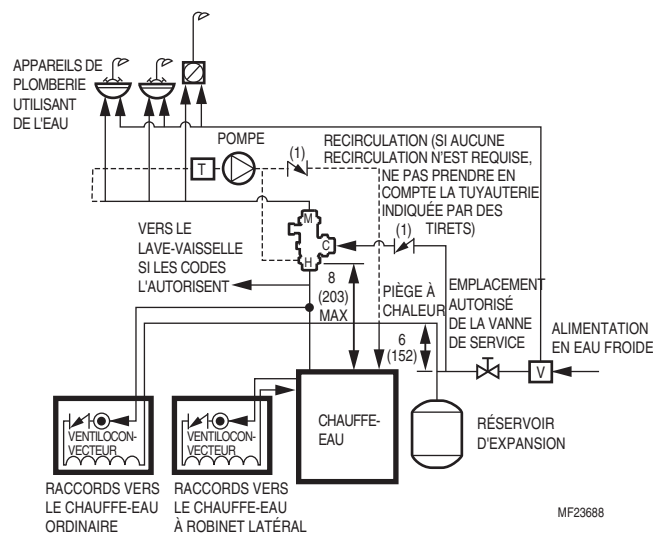 APPAREILS DE
PLOMBERIE
UTILISANT
DE L'EAU
POMPE
T
(1)
RECIRCULATION (SI AUCUNE
RECIRCULATION N'EST REQUISE,
NE PAS PRENDRE EN
COMPTE LA TUYAUTERIE
INDIQUÉE PAR DES
TIRETS)
(1)
M
C
H
VERS LE
LAVE-VAISSELLE
SI LES CODES
L'AUTORISENT
8
(203)
MAX
PIÈGE À
CHALEUR
6
(152)
EMPLACEMENT
AUTORISÉ
DE LA VANNE
DE SERVICE
ALIMENTATION
EN EAU FROIDE
V
VENTILOCON-
VECTEUR
VENTILOCON-
VECTEUR
CHAUFFE-
EAU
RÉSERVOIR
D'EXPANSION
RACCORDS VERS
LE CHAUFFE-EAU
ORDINAIRE
RACCORDS VERS
LE CHAUFFE-EAU
À ROBINET LATÉRAL
MF23688